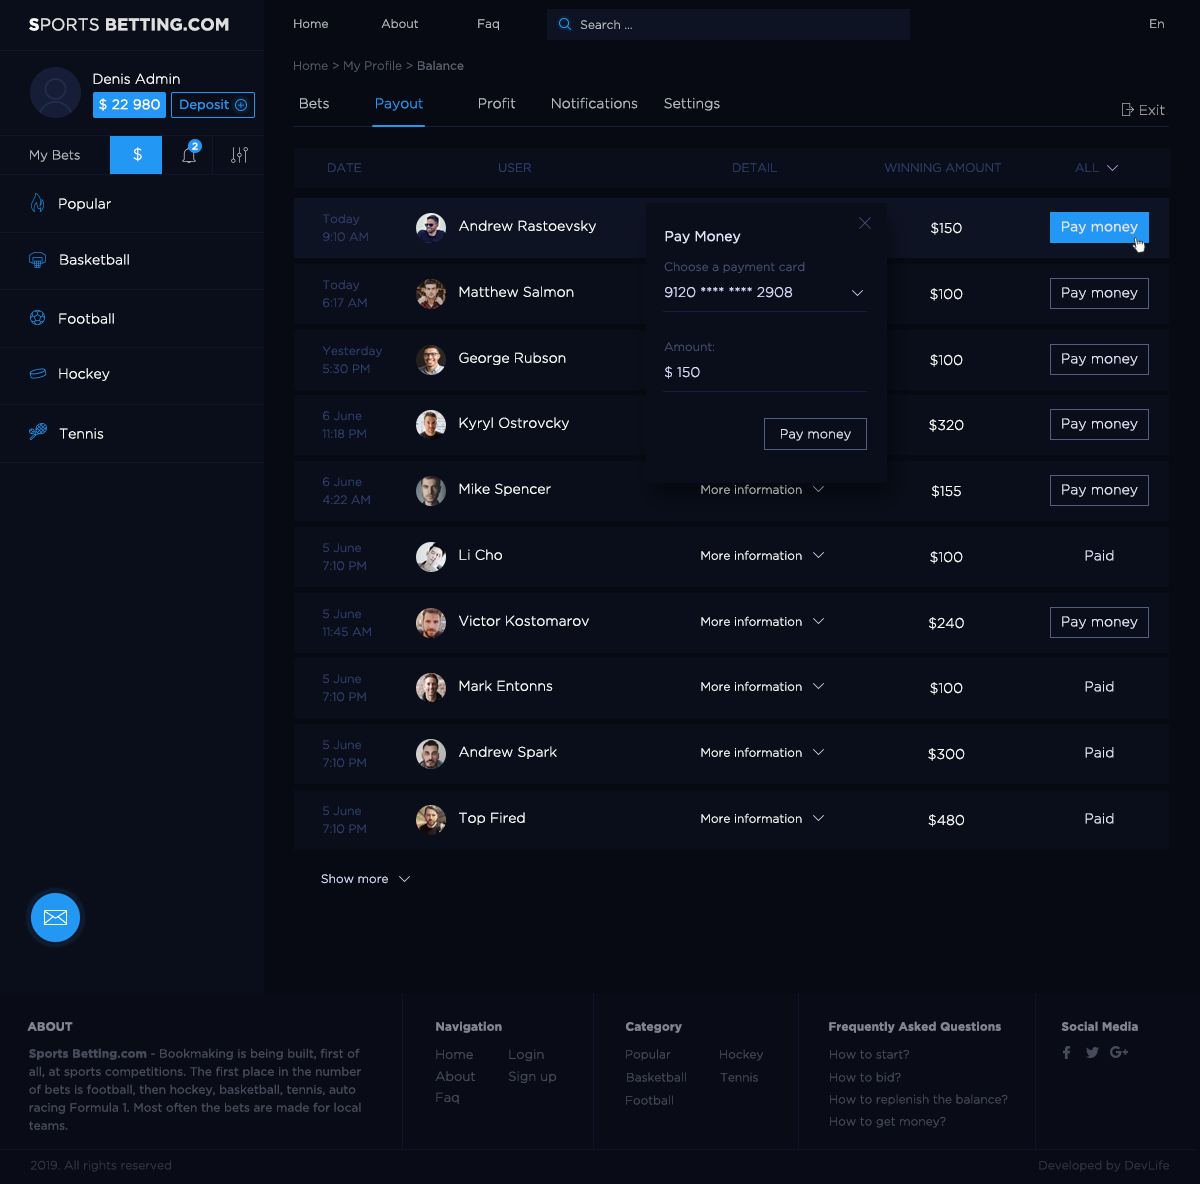 SPORTS BETTING.COM
Home
About
Faq
Search ...
En
Denis Admin
$ 22 980
Deposit
Home > My Profile > Balance
Bets
Payout
Profit
Notifications
Settings
Exit
My Bets
$
2
Popular
Basketball
Football
Hockey
Tennis
DATE
USER
DETAIL
WINNING AMOUNT
ALL
Today
9:10 AM
Andrew Rastoevsky
$150
Pay money
Today
6:17 AM
Matthew Salmon
$100
Pay money
Yesterday
5:30 PM
George Rubson
$100
Pay money
6 June
11:18 PM
Kyryl Ostrovcky
$320
Pay money
6 June
4:22 AM
Mike Spencer
More information
$155
Pay money
5 June
7:10 PM
Li Cho
More information
$100
Paid
5 June
11:45 AM
Victor Kostomarov
More information
$240
Pay money
5 June
7:10 PM
Mark Entonns
More information
$100
Paid
5 June
7:10 PM
Andrew Spark
More information
$300
Paid
5 June
7:10 PM
Top Fired
More information
$480
Paid
Pay Money
Choose a payment card
9120 **** **** 2908
Amount:
$ 150
Pay money
Show more
ABOUT
Sports Betting.com - Bookmaking is being built, first of
all, at sports competitions. The first place in the number
of bets is football, then hockey, basketball, tennis, auto
racing Formula 1. Most often the bets are made for local
teams.
Navigation
Home
Login
About
Sign up
Faq
Category
Popular
Hockey
Basketball
Tennis
Football
Frequently Asked Questions
How to start?
How to bid?
How to replenish the balance?
How to get money?
Social Media
2019. All rights reserved
Developed by DevLife